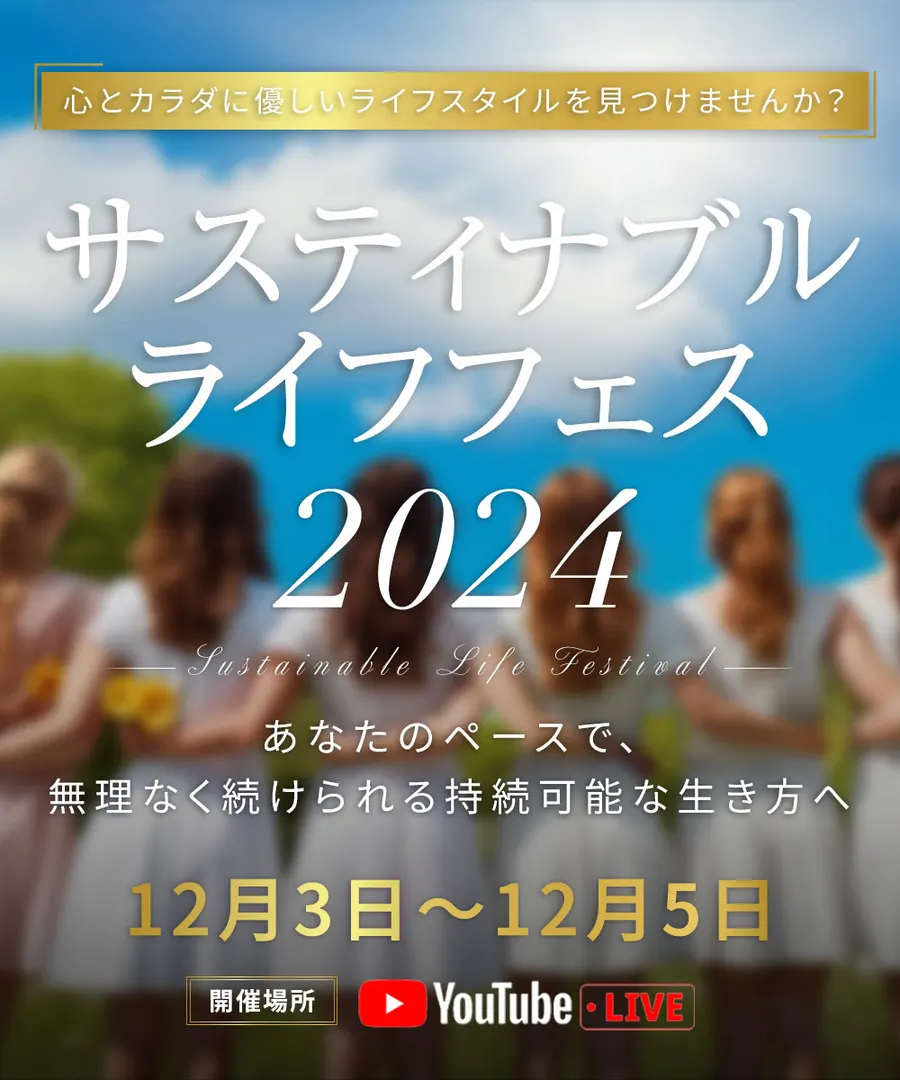 心とカラダに優しいライフスタイルを見つけませんか？
サスティナブル
ライフフェス
2024
Sustainable Life Festival
あなたのペースで、
無理なく続けられる持続可能な生き方へ
12月3日〜12月5日
開催場所 YouTube LIVE